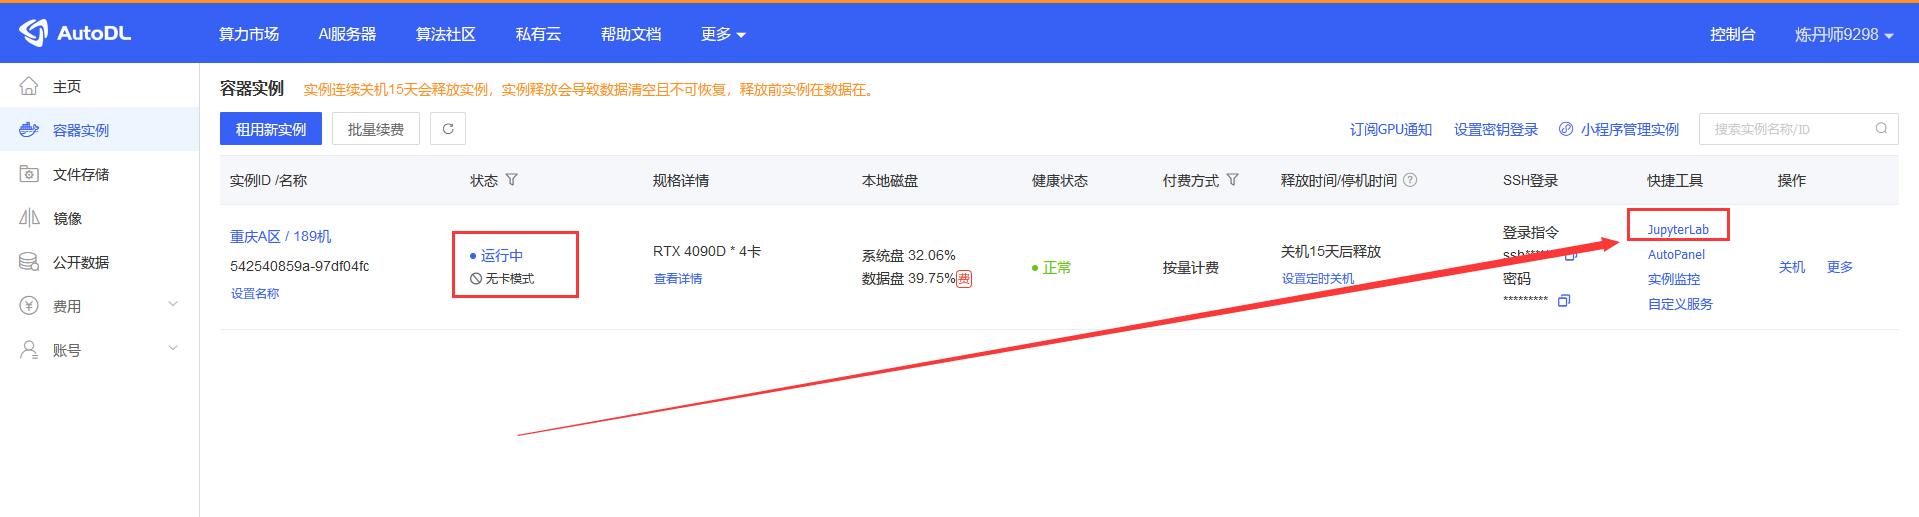 AutoDL
算力市场 AI服务器 算法社区 私有云 帮助文档 更多 控制台 炼丹师9298
主页
容器实例
文件存储
镜像
公开数据
费用
账号
容器实例 实例连续关机15天会释放实例，实例释放会导致数据清空且不可恢复，释放前实例在数据在。
租用新实例 批量续费 订阅GPU通知 设置密钥登录 小程序管理实例 搜索实例名称/ID
实例ID /名称 状态 规格详情 本地磁盘 健康状态 付费方式 释放时间/停机时间 SSH登录 快捷工具 操作
重庆A区 / 189机
542540859a-97df04fc
设置名称
运行中
无卡模式
RTX 4090D * 4卡
查看详情
系统盘 32.06%
数据盘 39.75% 费
正常
按量计费
关机15天后释放
设置定时关机
登录指令
ssh*****
密码
*********
JupyterLab
AutoPanel
实例监控
自定义服务
关机 更多